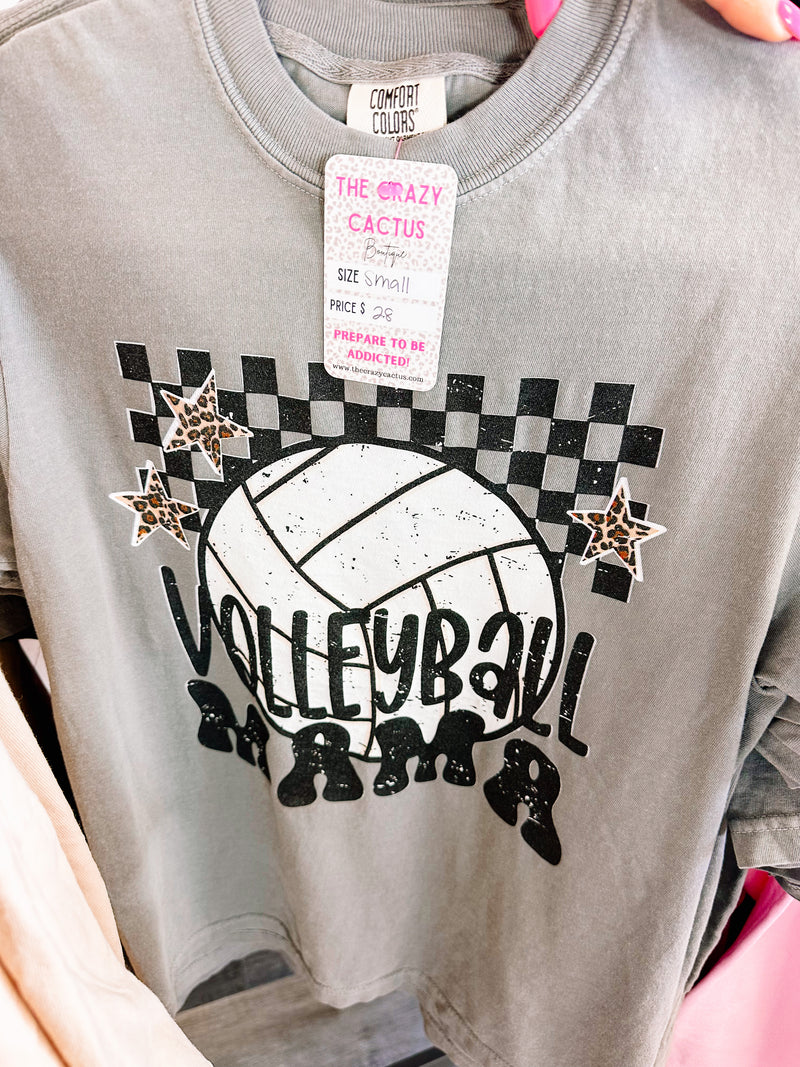 COMFORT
COLORS®
THE CRAZY
CACTUS
Boutique
SIZE small
PRICE $ 28
PREPARE TO BE
ADDICTED!
www.thecrazycactus.com
VOLLEYBall
MAMA